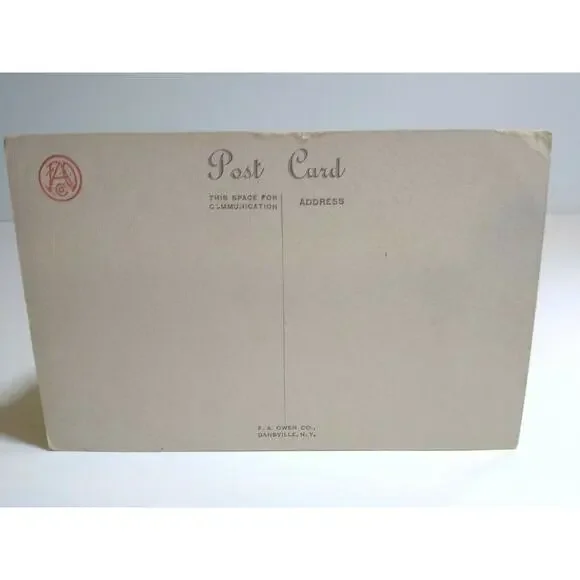 Post Card
THIS SPACE FOR
COMMUNICATION
ADDRESS
F. A. OWEN CO.,
DANSVILLE, N. Y.